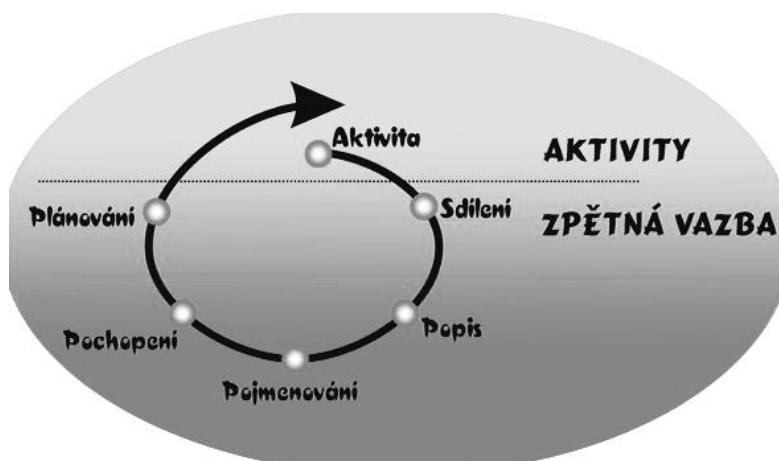 Aktivita
AKTIVITY
Plánování
Sdílení
ZPĚTNÁ VAZBA
Pochopení
Popis
Pojmenování